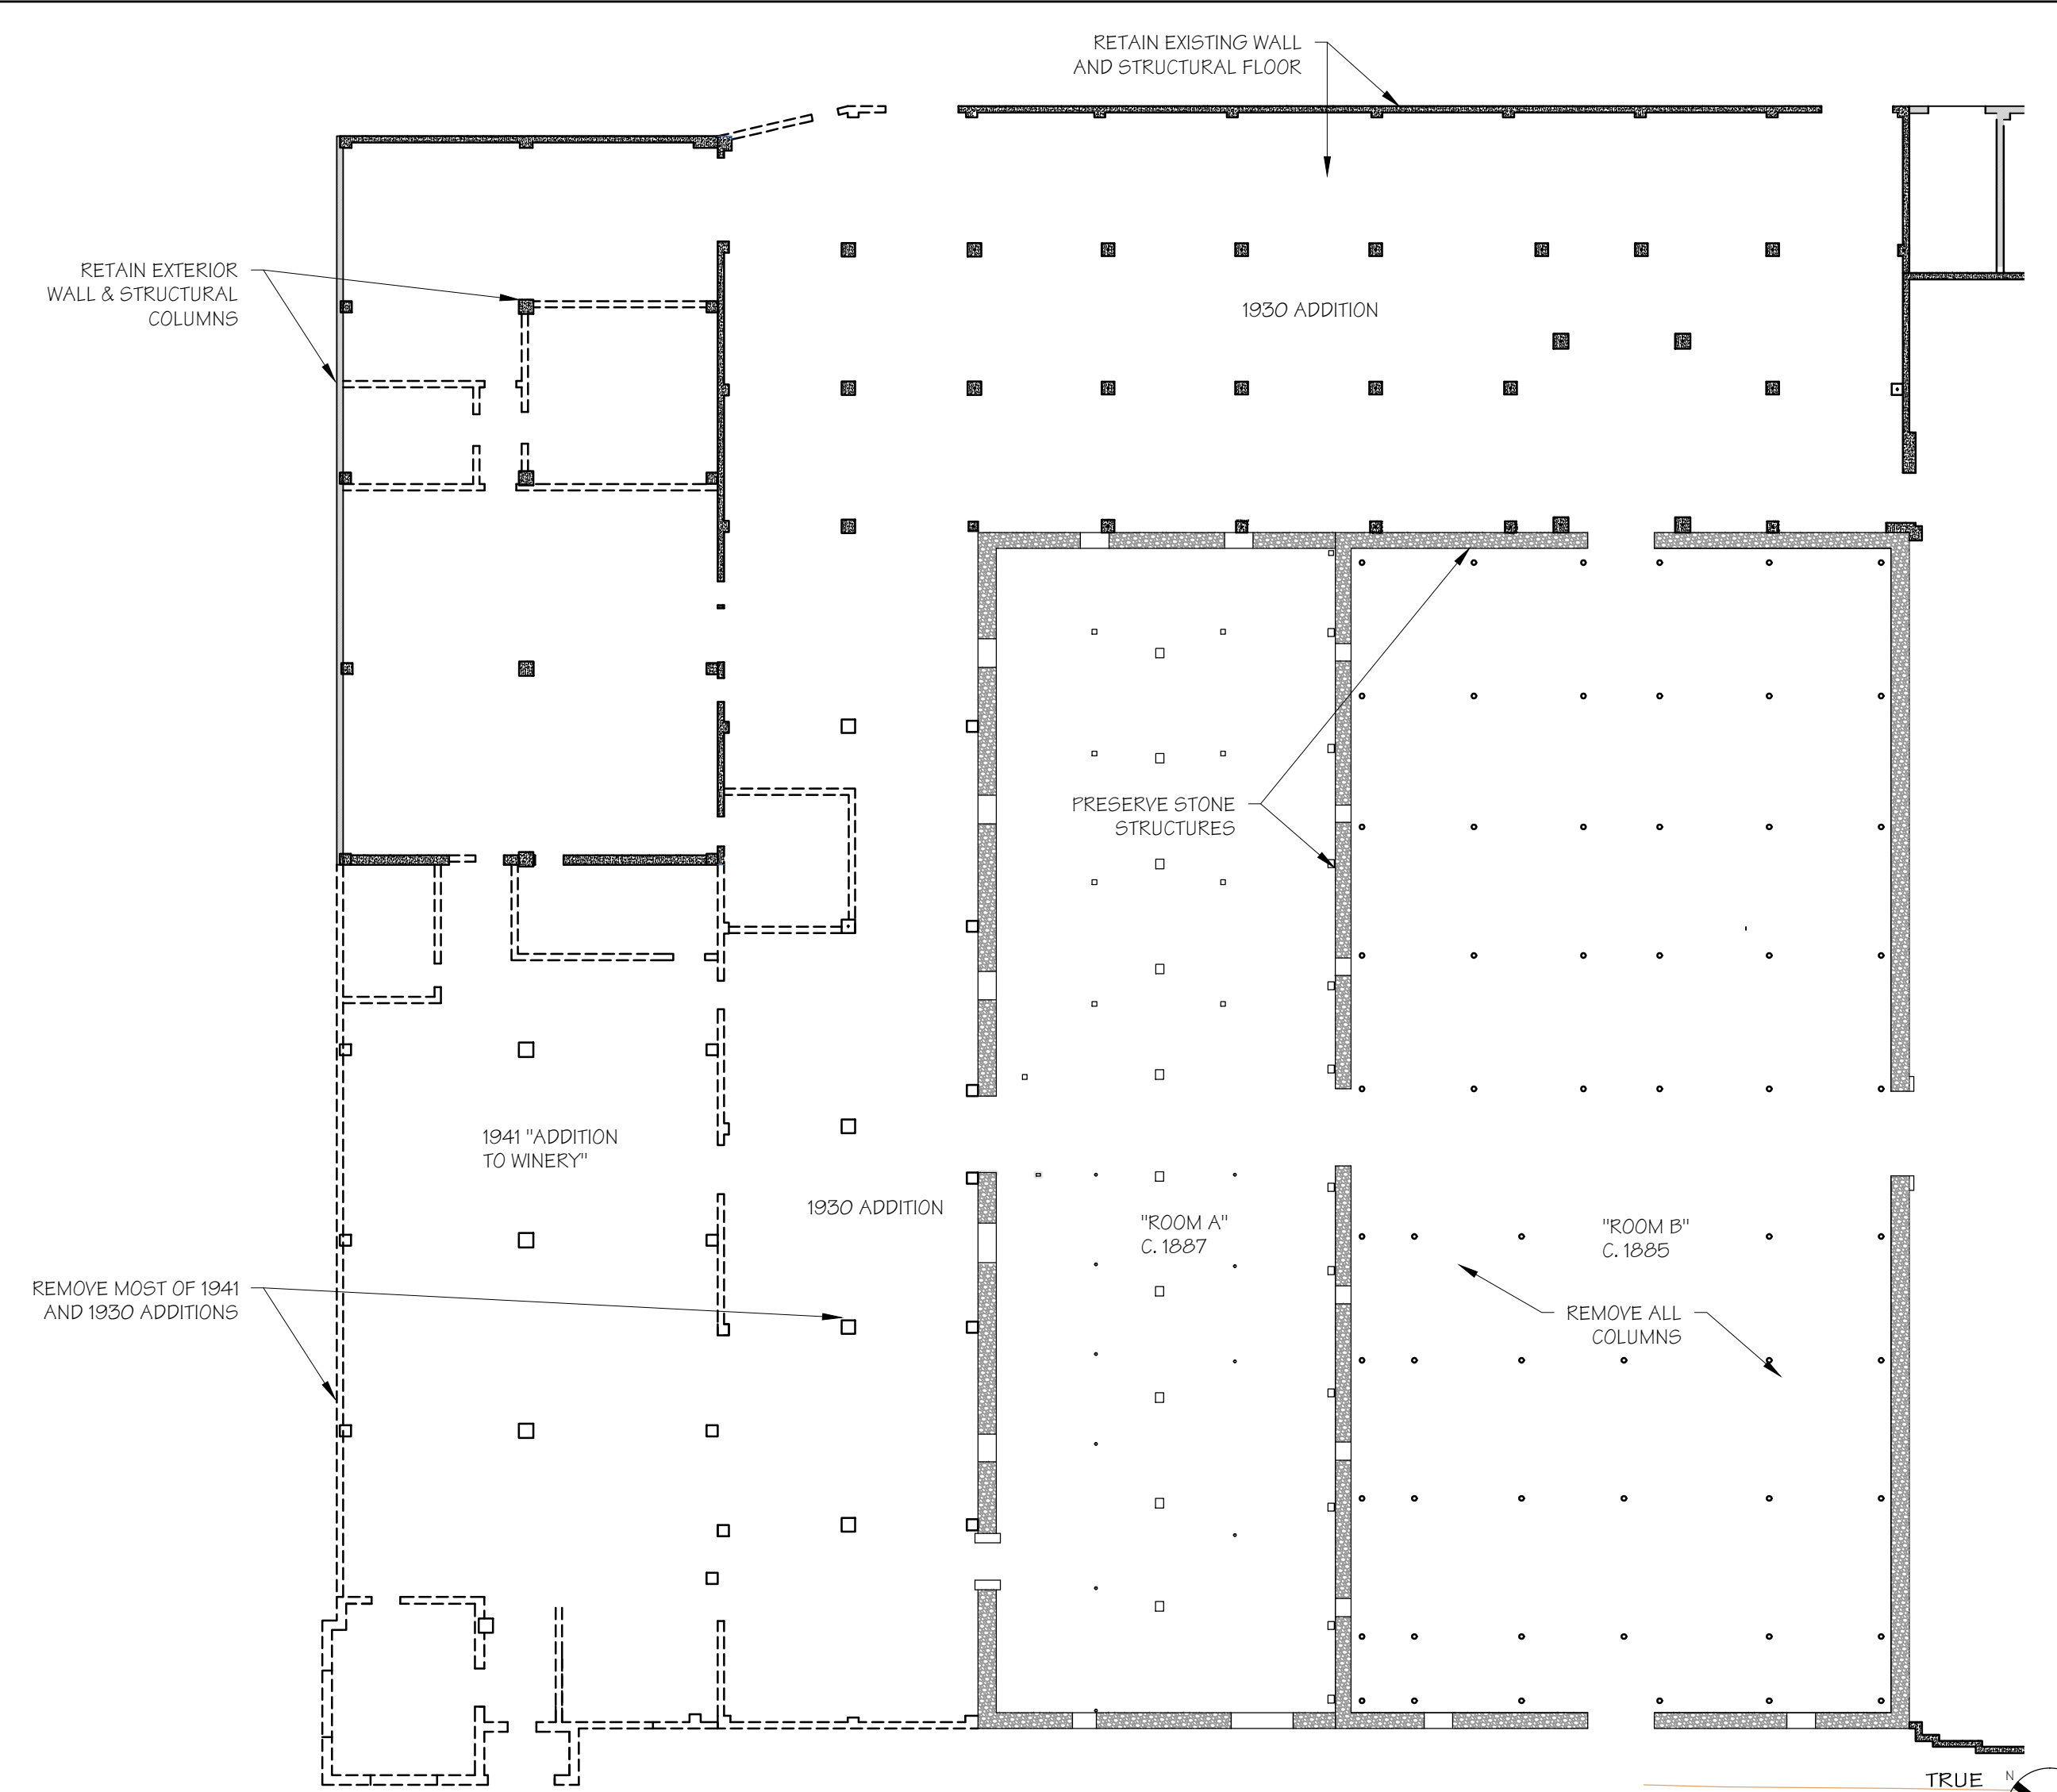 RETAIN EXISTING WALL
AND STRUCTURAL FLOOR
RETAIN EXTERIOR
WALL & STRUCTURAL
COLUMNS
1930 ADDITION
PRESERVE STONE
STRUCTURES
1941 "ADDITION
TO WINERY"
1930 ADDITION
"ROOM A"
C. 1887
"ROOM B"
C. 1885
REMOVE MOST OF 1941
AND 1930 ADDITIONS
REMOVE ALL
COLUMNS
TRUE N